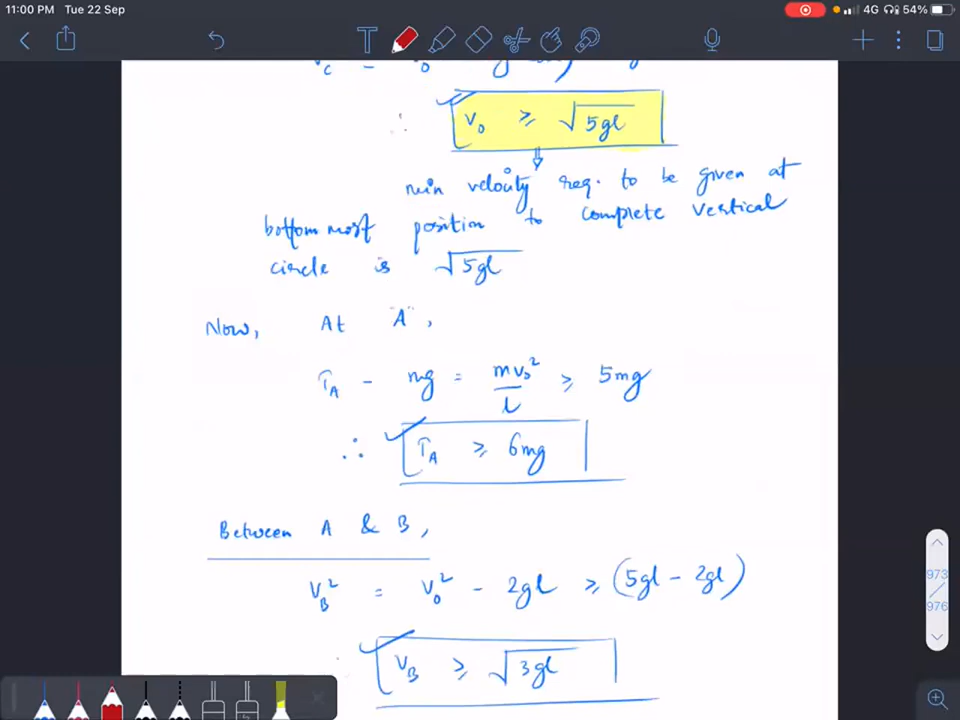 11:00 PM Tue 22 Sep
4G 54%
∴ v₀ ≥ √5gl
min velocity req. to be given at
bottom most position to complete vertical
circle is √5gl
Now, At A,
T_A - mg = mv₀²/l ≥ 5mg
∴ T_A ≥ 6mg
Between A & B,
v_B² = v₀² - 2gl ≥ (5gl - 2gl)
v_B ≥ √3gl
973
976